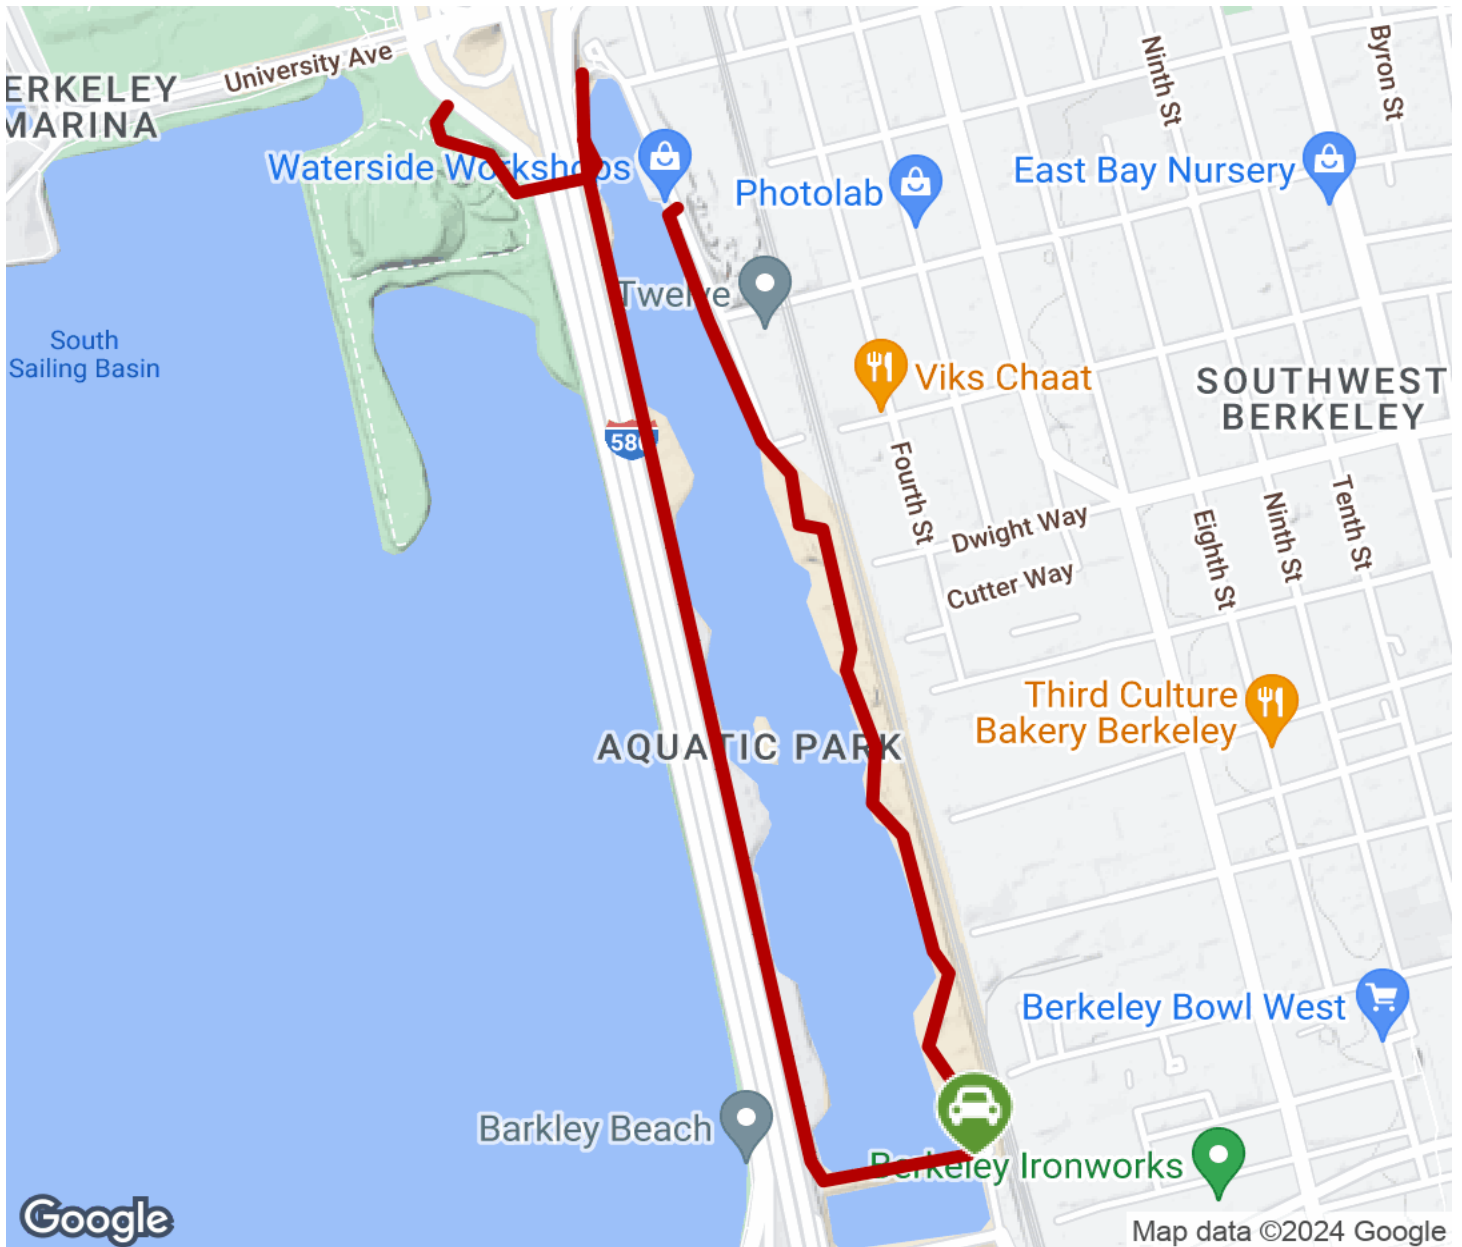 University Ave
ERKELEY
MARINA
Ninth St
Byron St
Waterside Workshops
Photolab
East Bay Nursery
Twelve
South
Sailing Basin
Viks Chaat
SOUTHWEST
BERKELEY
580
Fourth St
Dwight Way
Cutter Way
Eighth St
Ninth St
Tenth St
Third Culture
Bakery Berkeley
AQUATIC PARK
Berkeley Bowl West
Barkley Beach
Berkeley Ironworks
Google
Map data ©2024 Google